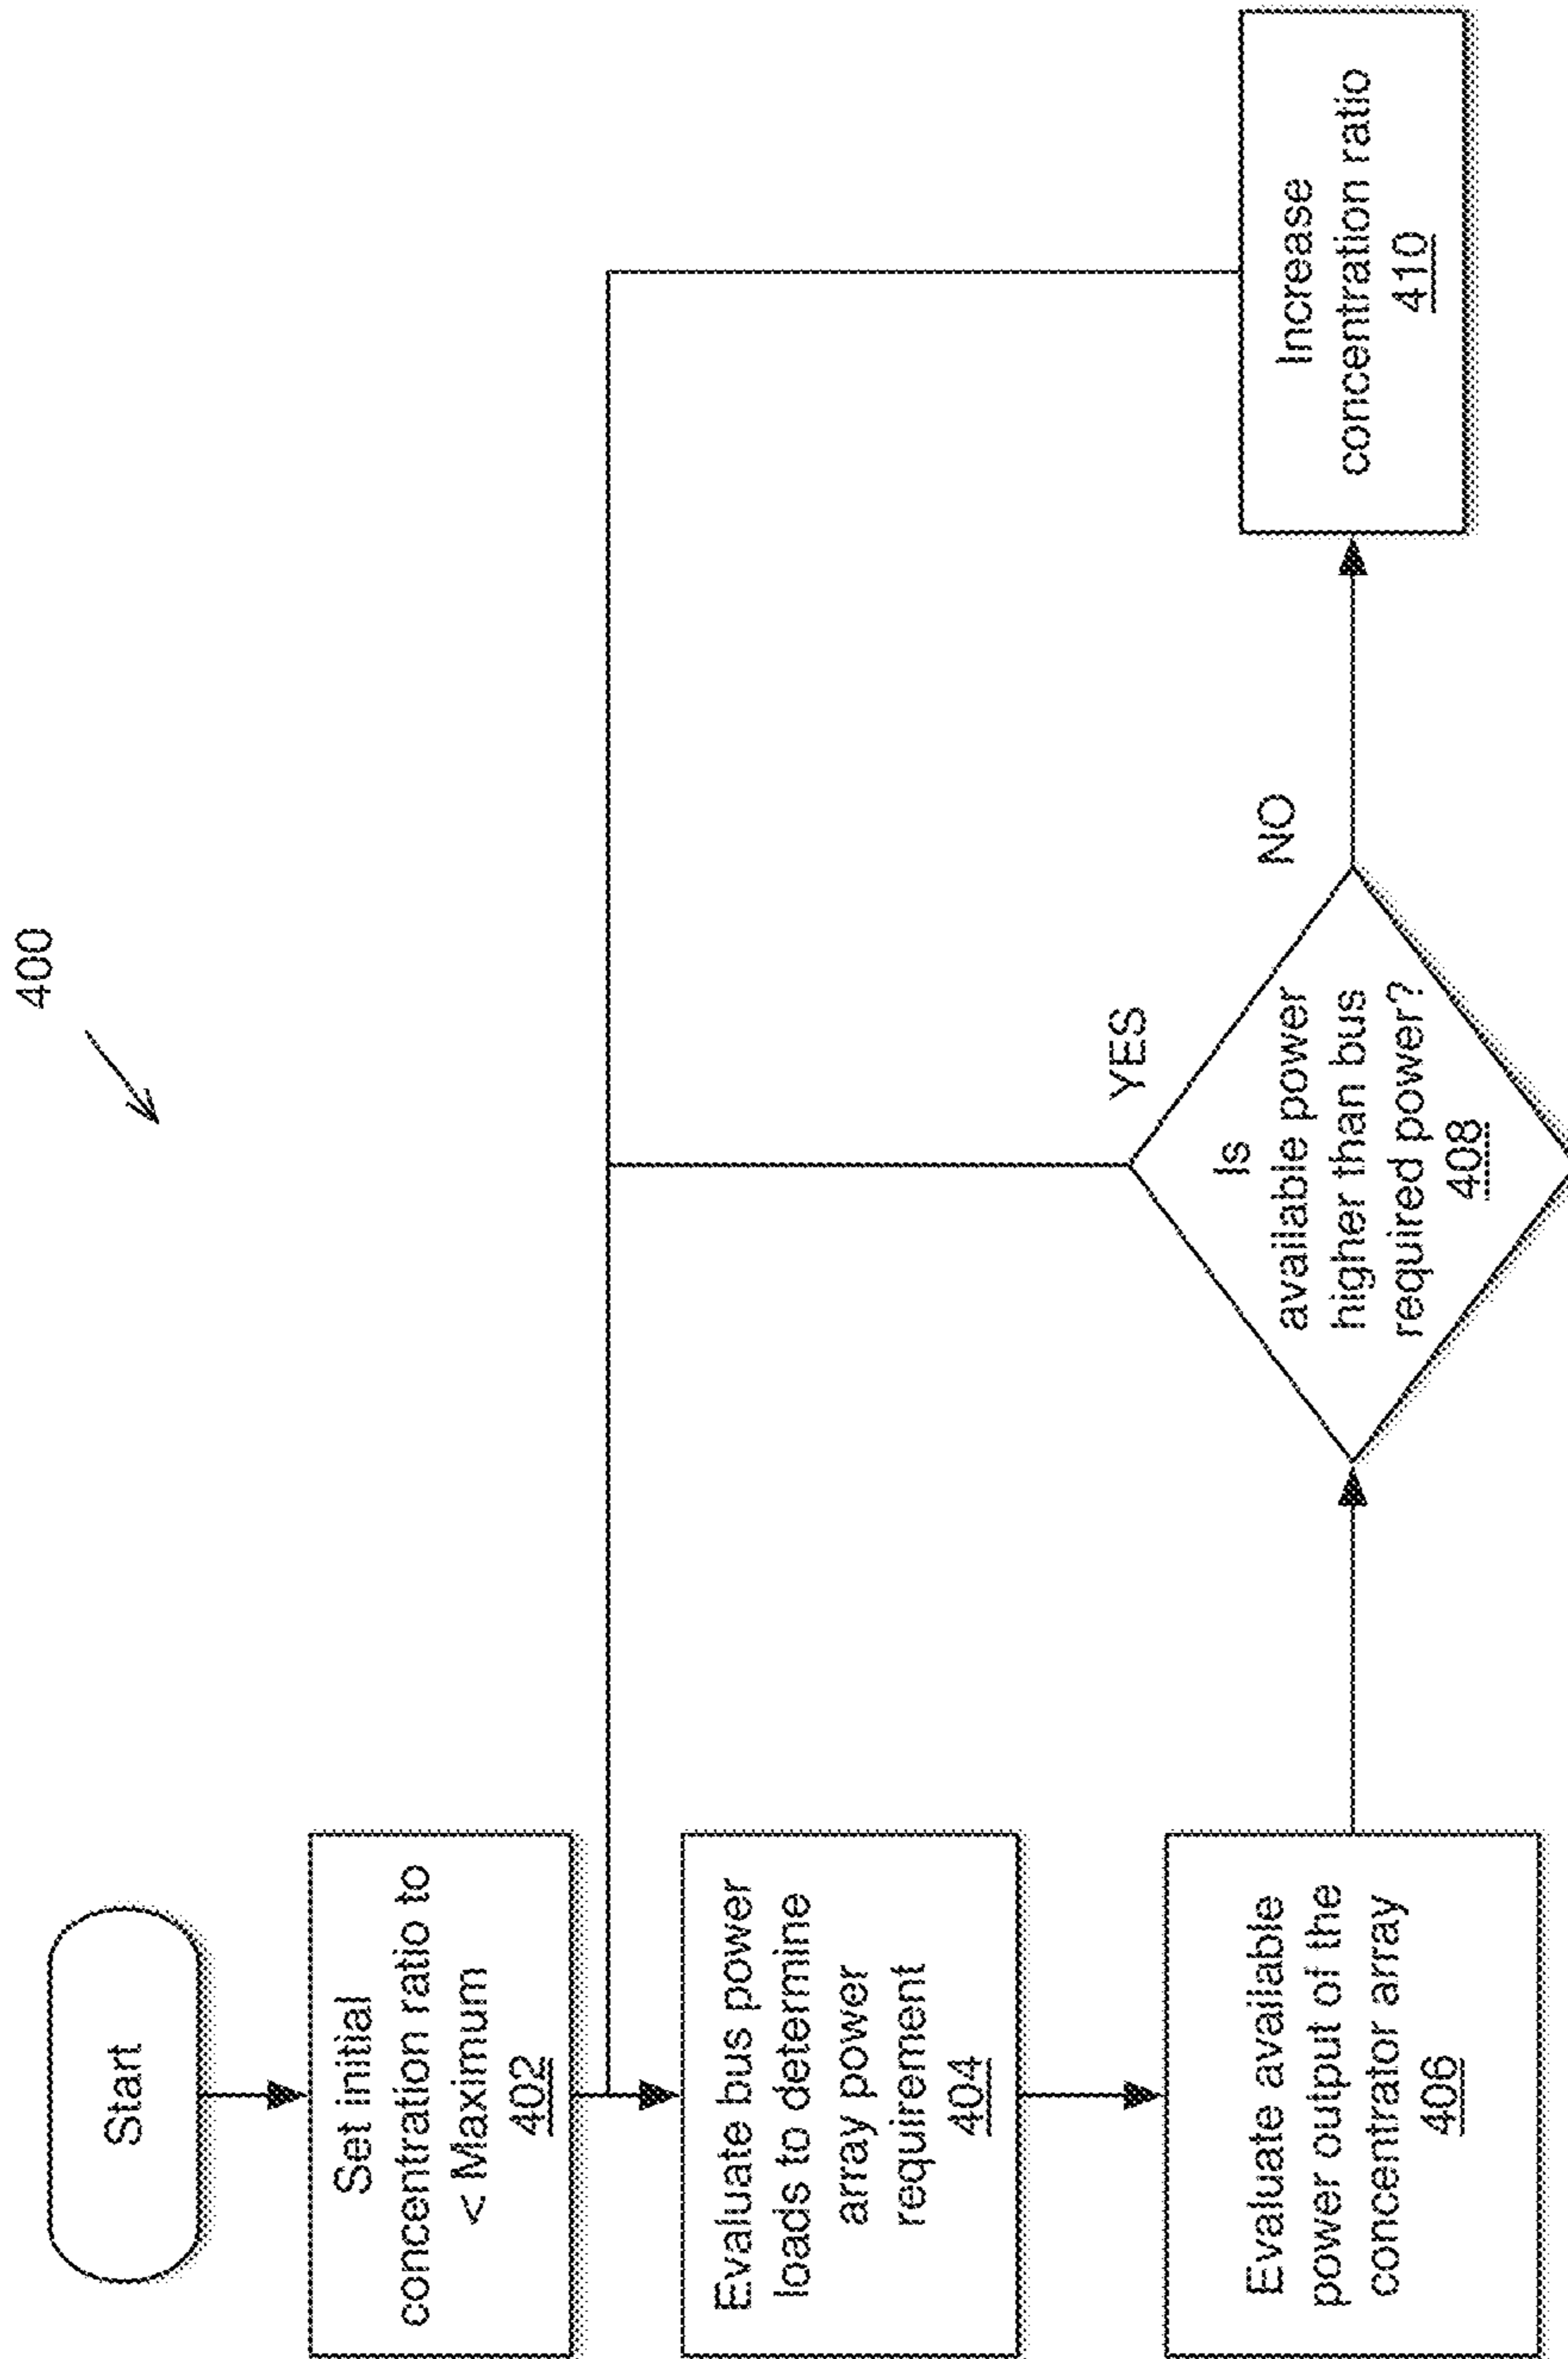 400
Start
Set initial
concentration ratio to
< Maximum
402
Evaluate bus power
loads to determine
array power
requirement
404
Evaluate available
power output of the
concentrator array
406
Is
available power
higher than bus
required power?
408
YES
NO
Increase
concentration ratio
410